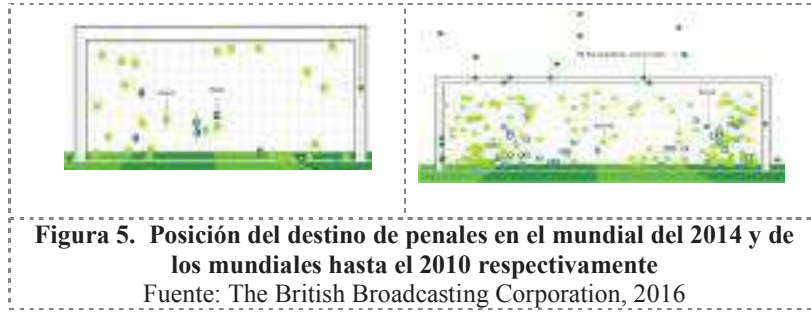 Figura 5. Posición del destino de penales en el mundial del 2014 y de
los mundiales hasta el 2010 respectivamente
Fuente: The British Broadcasting Corporation, 2016